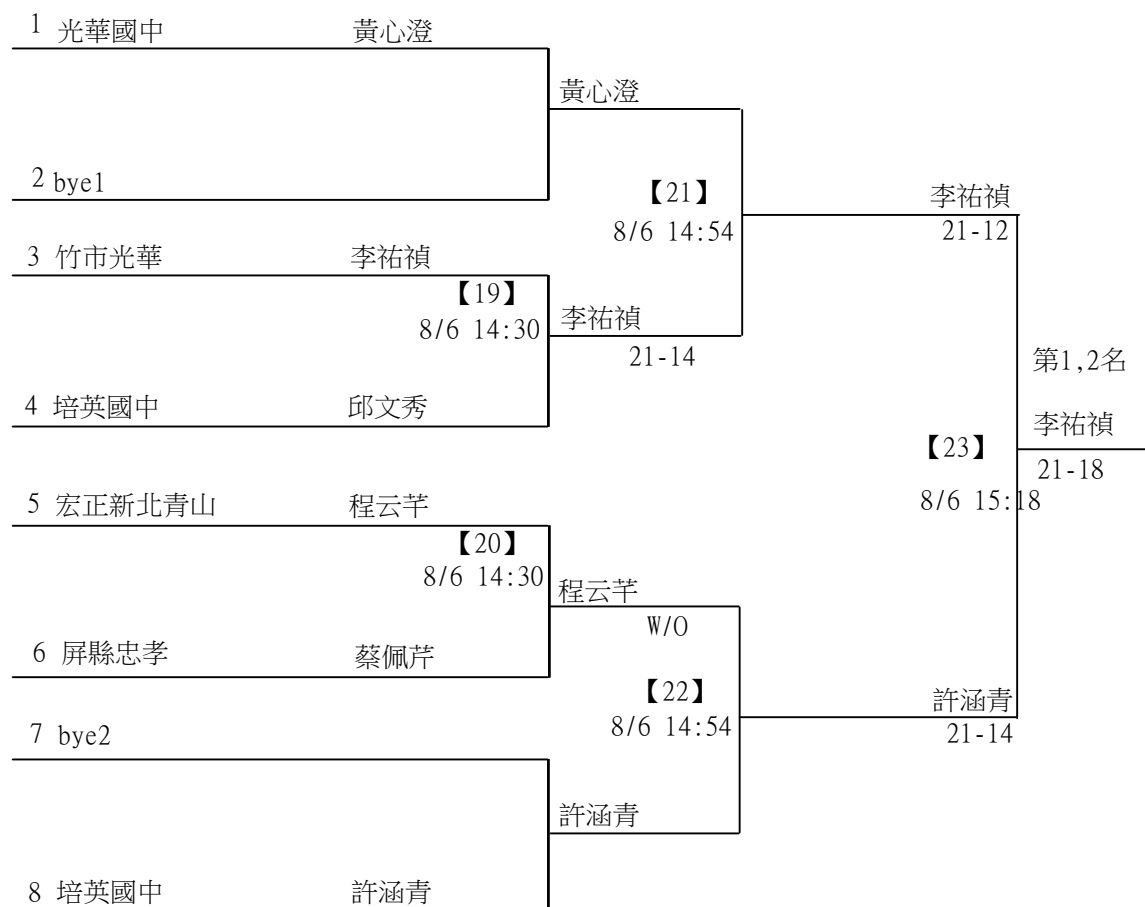 1 光華國中 黃心澄
黃心澄
2 bye1
【21】
8/6 14:54
李祐禎
21-12
3 竹市光華 李祐禎
【19】
8/6 14:30
李祐禎
21-14
第1,2名
4 培英國中 邱文秀
李祐禎
【23】
21-18
8/6 15:18
5 宏正新北青山 程云芊
【20】
8/6 14:30
程云芊
W/O
6 屏縣忠孝 蔡佩芹
【22】
8/6 14:54
許涵青
21-14
7 bye2
許涵青
8 培英國中 許涵青